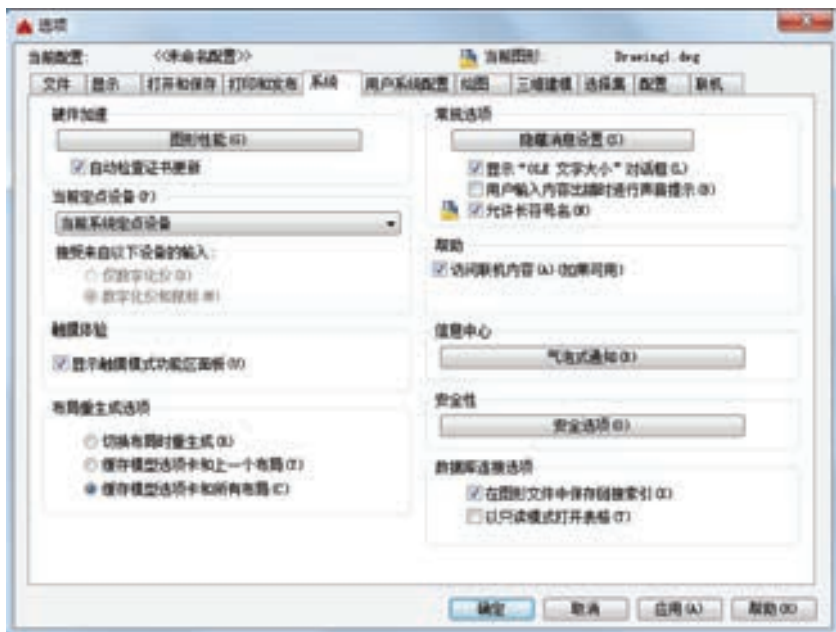 选项
当前配置: <<未命名配置>> 当前图形: Drawing1.dwg
文件 显示 打开和保存 打印和发布 系统 用户系统配置 绘图 三维建模 选择集 配置 联机
硬件加速
图形性能(G)
自动检查证书更新
当前定点设备(P)
当前系统定点设备
接受来自以下设备的输入:
仅数字化仪(D)
数字化仪和鼠标(M)
触摸体验
显示触摸模式功能区面板(U)
布局重生成选项
切换布局时重生成(R)
缓存模型选项卡和上一个布局(Y)
缓存模型选项卡和所有布局(C)
常规选项
隐藏消息设置(S)
显示“OLE 文字大小”对话框(L)
用户输入内容出错时进行声音提示(B)
允许长符号名(N)
帮助
访问联机内容(A)(如果可用)
信息中心
气泡式通知(B)
安全性
安全选项(O)
数据库连接选项
在图形文件中保存链接索引(X)
以只读模式打开表格(T)
确定 取消 应用(A) 帮助(H)